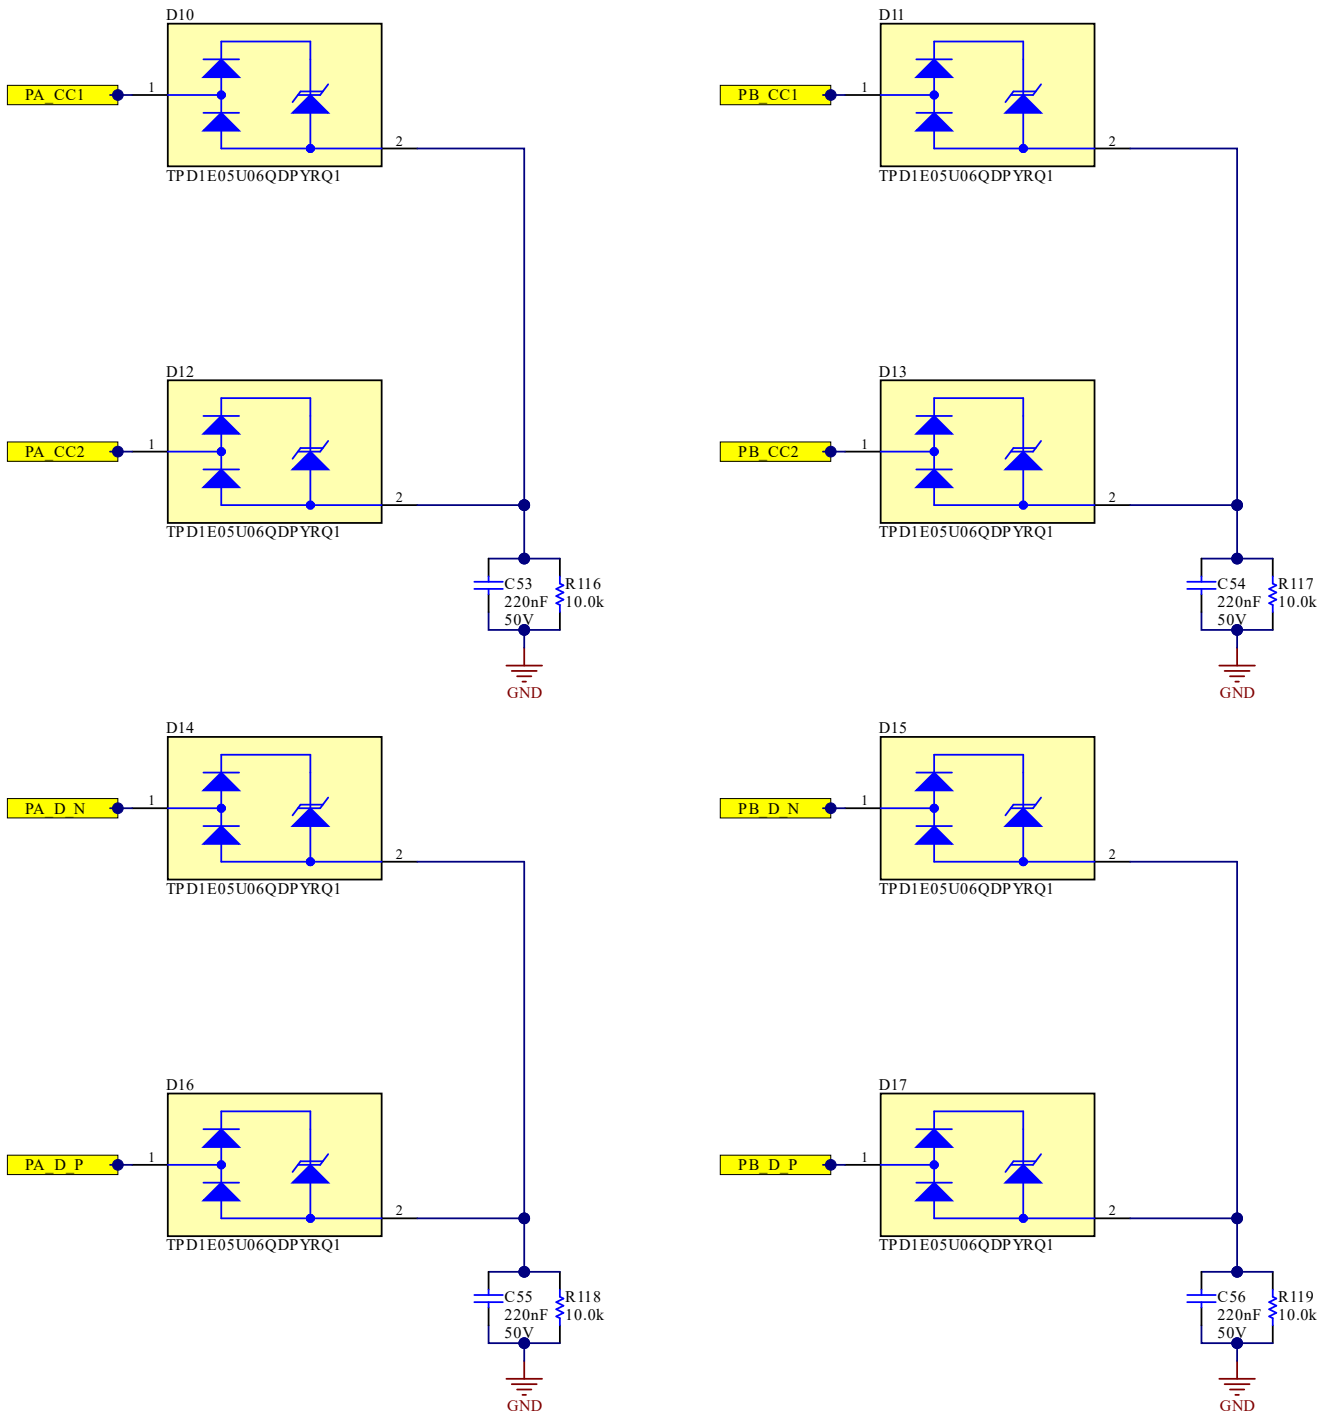 D10
PA_CC1
1
2
TPD1E05U06QDPYRQ1
D11
PB_CC1
1
2
TPD1E05U06QDPYRQ1
D12
PA_CC2
1
2
TPD1E05U06QDPYRQ1
C53
220nF
50V
R116
10.0k
GND
D13
PB_CC2
1
2
TPD1E05U06QDPYRQ1
C54
220nF
50V
R117
10.0k
GND
D14
PA_D_N
1
2
TPD1E05U06QDPYRQ1
D15
PB_D_N
1
2
TPD1E05U06QDPYRQ1
D16
PA_D_P
1
2
TPD1E05U06QDPYRQ1
C55
220nF
50V
R118
10.0k
GND
D17
PB_D_P
1
2
TPD1E05U06QDPYRQ1
C56
220nF
50V
R119
10.0k
GND